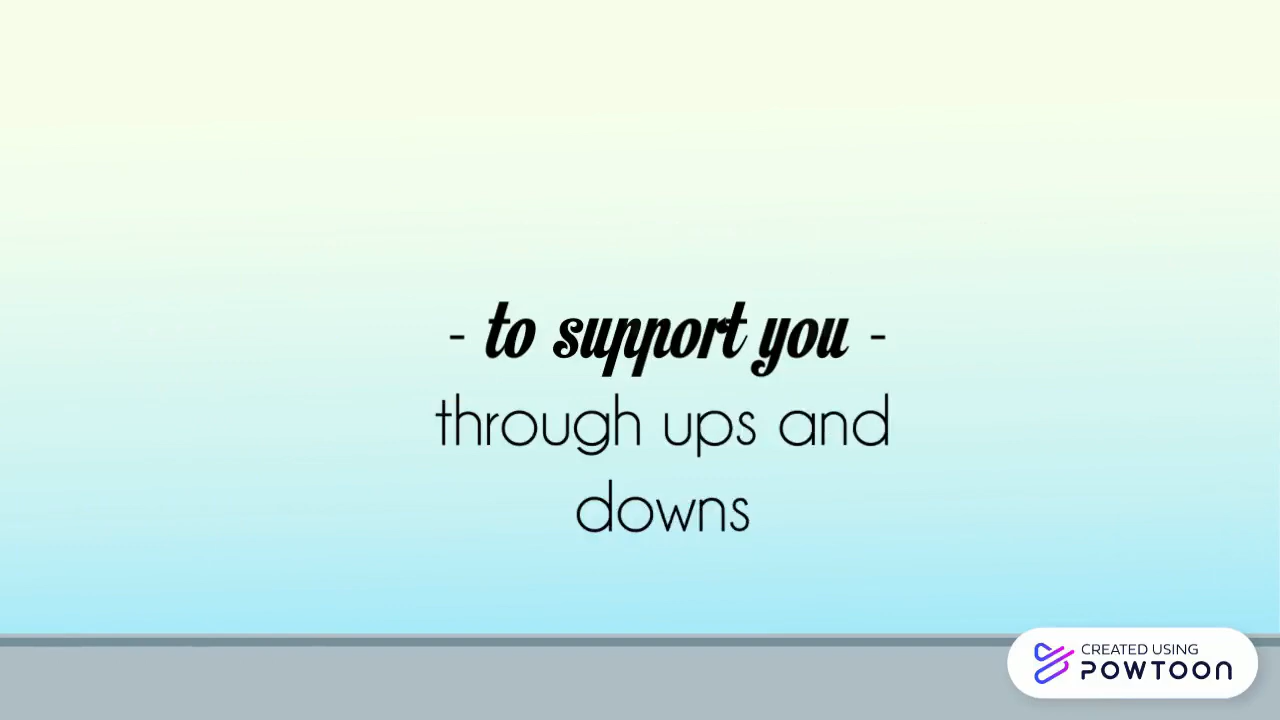 - to support you -
through ups and
downs
CREATED USING
POWTOON